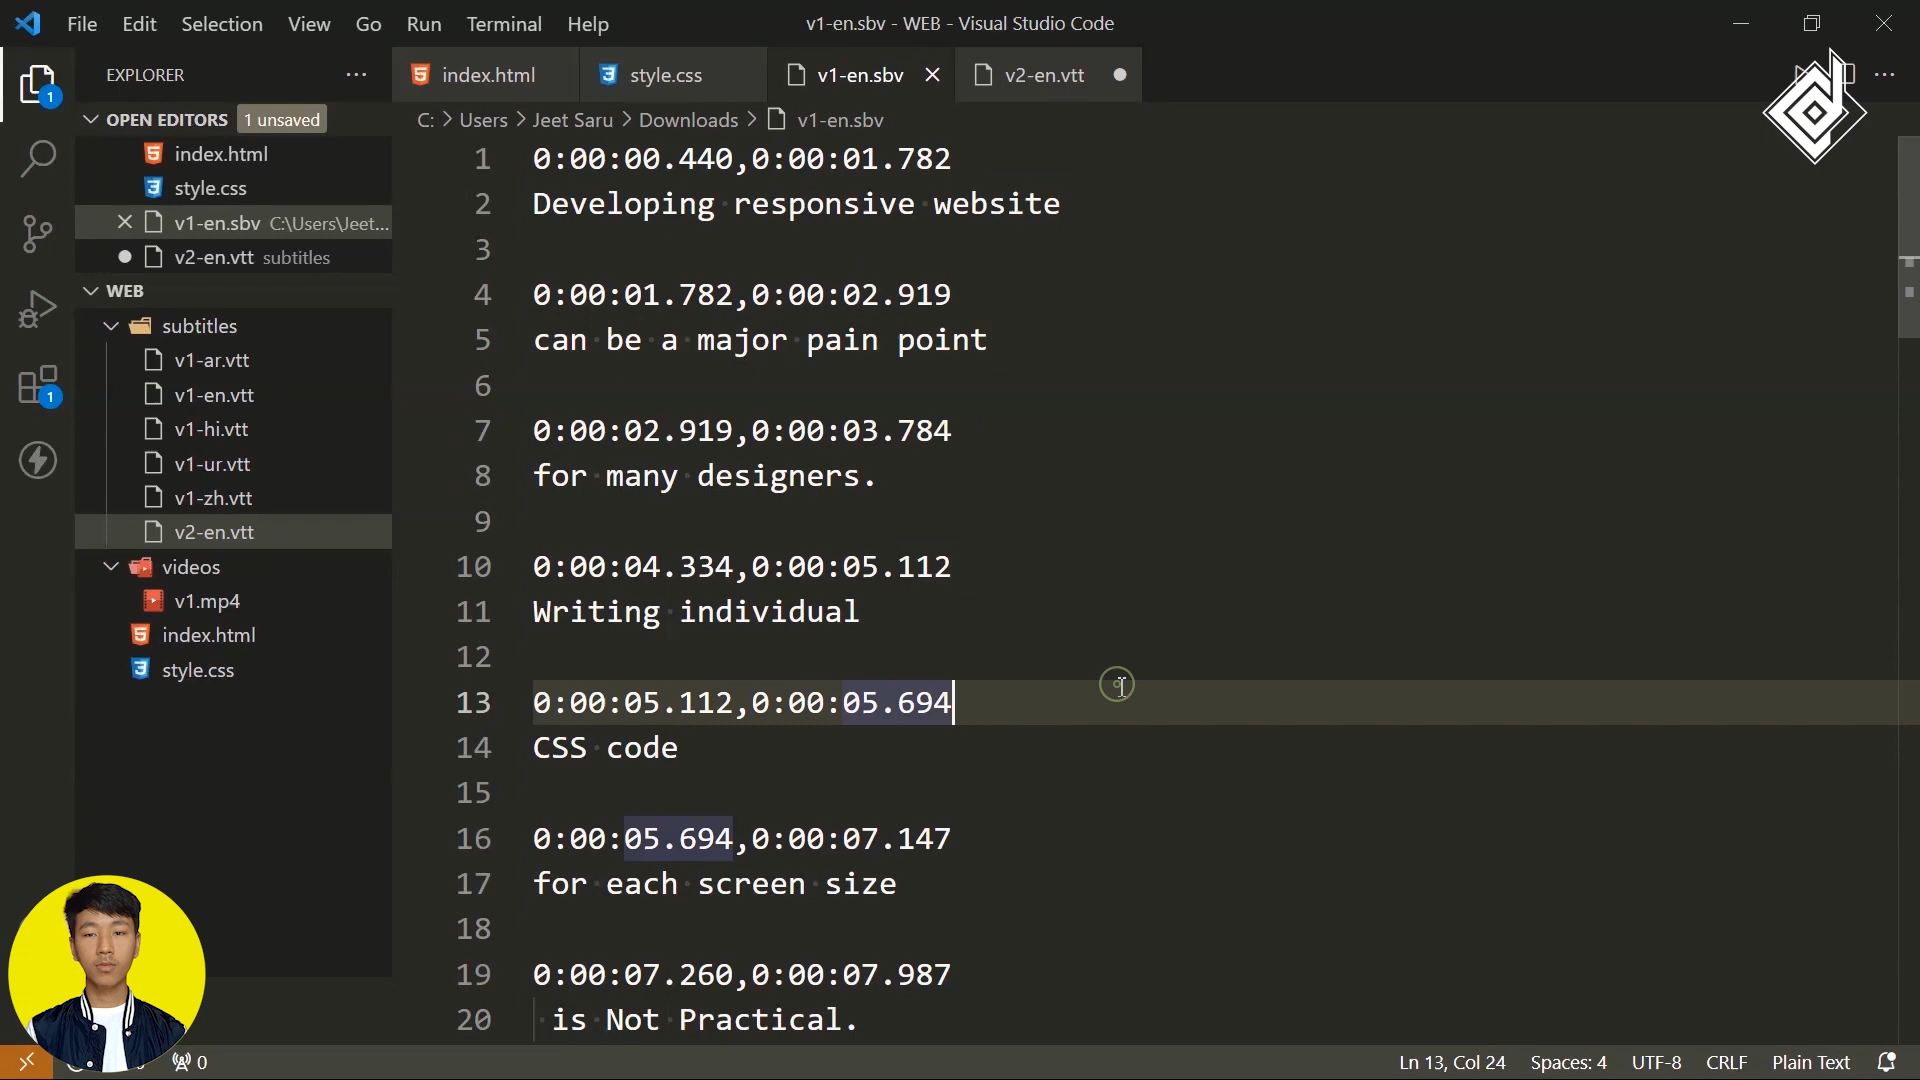 File Edit Selection View Go Run Terminal Help v1-en.sbv - WEB - Visual Studio Code
EXPLORER
index.html style.css v1-en.sbv v2-en.vtt
OPEN EDITORS 1 unsaved
index.html
style.css
v1-en.sbv C:\Users\Jeet...
v2-en.vtt subtitles
WEB
subtitles
v1-ar.vtt
v1-en.vtt
v1-hi.vtt
v1-ur.vtt
v1-zh.vtt
v2-en.vtt
videos
v1.mp4
index.html
style.css
1
1
C: > Users > Jeet Saru > Downloads > v1-en.sbv
1 0:00:00.440,0:00:01.782
2 Developing responsive website
3
4 0:00:01.782,0:00:02.919
5 can be a major pain point
6
7 0:00:02.919,0:00:03.784
8 for many designers.
9
10 0:00:04.334,0:00:05.112
11 Writing individual
12
13 0:00:05.112,0:00:05.694
14 CSS code
15
16 0:00:05.694,0:00:07.147
17 for each screen size
18
19 0:00:07.260,0:00:07.987
20 is Not Practical.
0 Ln 13, Col 24 Spaces: 4 UTF-8 CRLF Plain Text